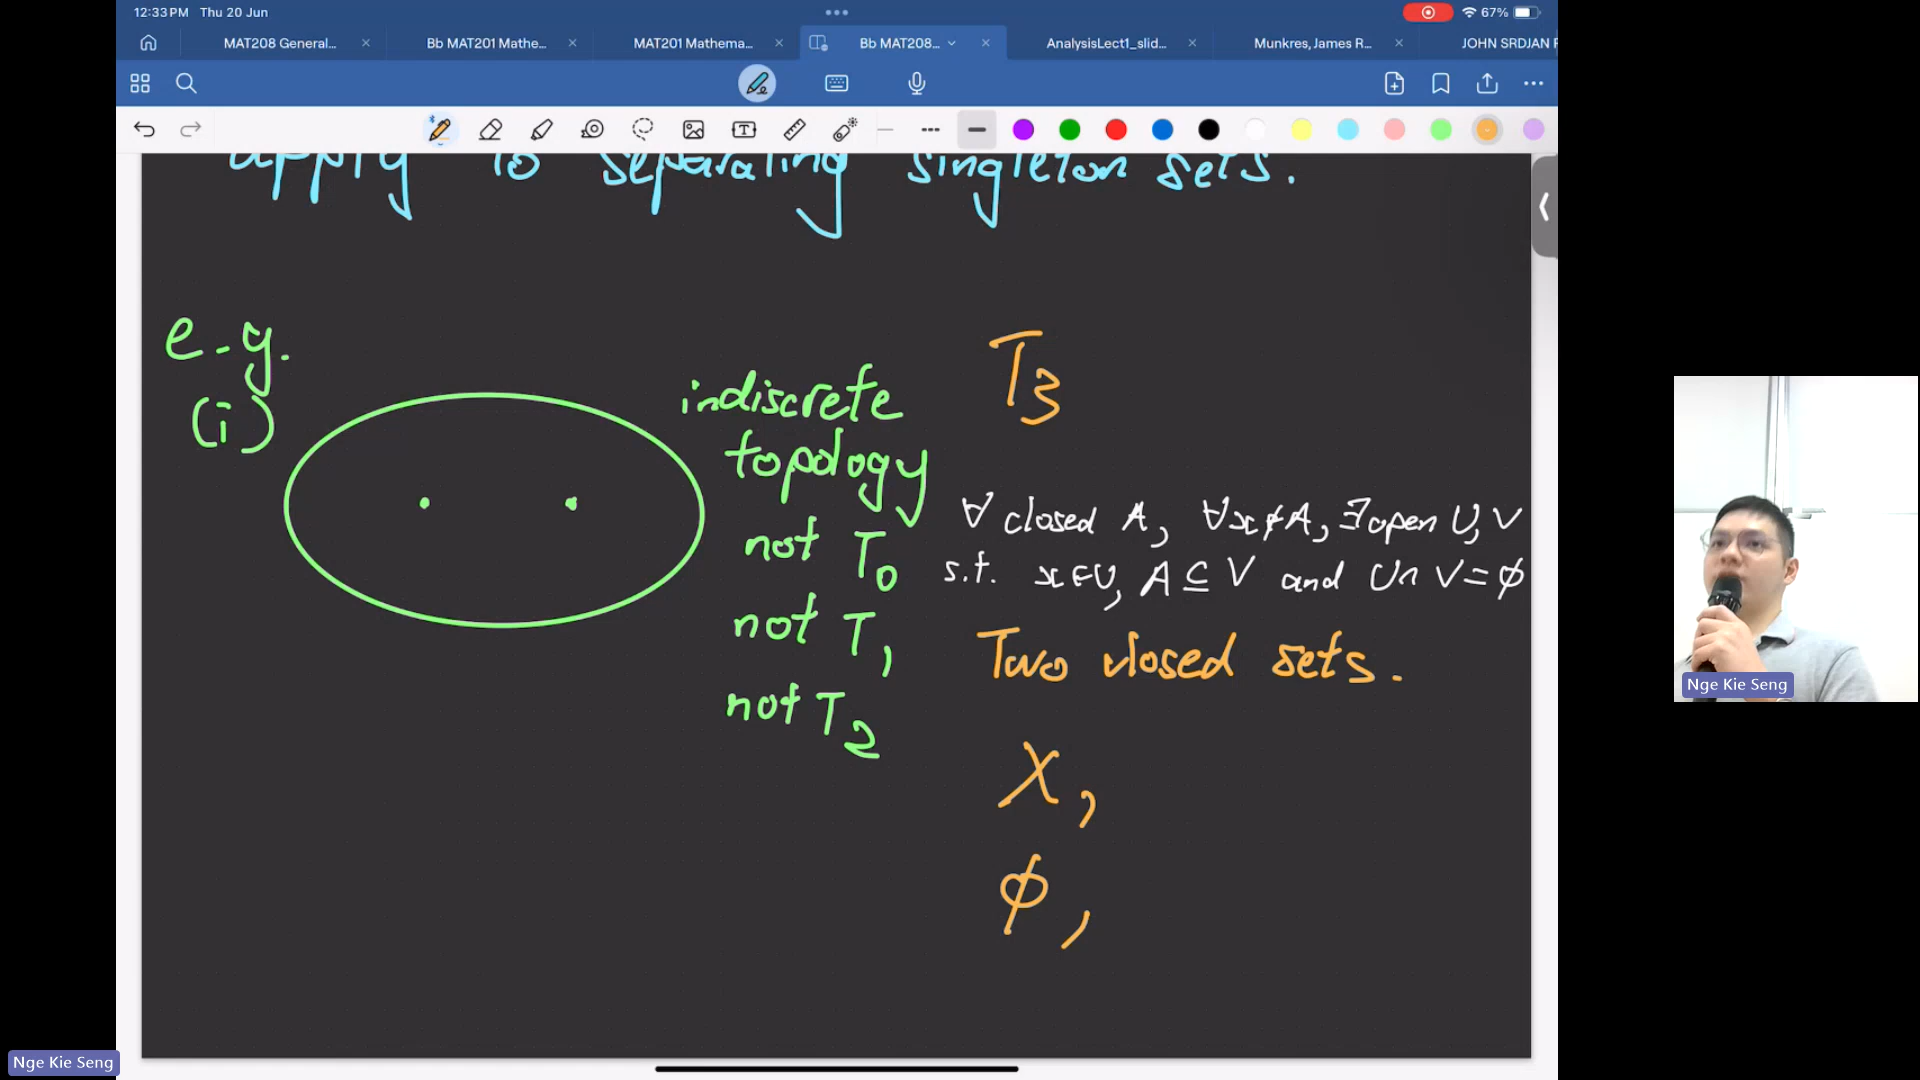 12:33 PM Thu 20 Jun
67%
MAT208 General...
Bb MAT201 Mathe...
MAT201 Mathema...
Bb MAT208...
AnalysisLect1_slid...
Munkres, James R...
JOHN SRDJAN
apply to separating singleton sets.
e.g.
(i)
indiscrete
topology
not T₀
not T₁
not T₂
T₃
∀ closed A, ∀x∉A, ∃open U,V
s.t. x∈U, A⊆V and U∩V=∅
Two closed sets.
X,
∅,
Nge Kie Seng
Nge Kie Seng